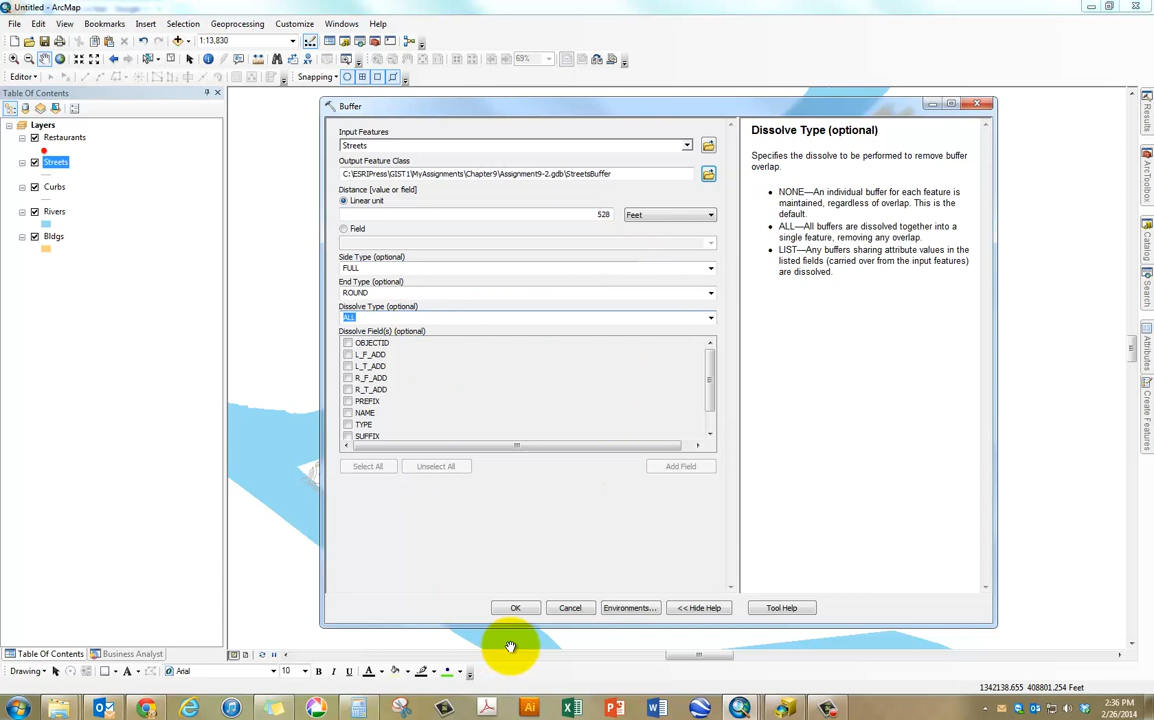 Untitled - ArcMap
File Edit View Bookmarks Insert Selection Geoprocessing Customize Windows Help
1:13,830
69%
Editor Snapping
Table Of Contents
Layers
Restaurants
Streets
Curbs
Rivers
Bldgs
Buffer
Input Features
Streets
Output Feature Class
C:\ESRIPress\GIST1\MyAssignments\Chapter9\Assignment9-2.gdb\StreetsBuffer
Distance [value or field]
Linear unit
528 Feet
Field
Side Type (optional)
FULL
End Type (optional)
ROUND
Dissolve Type (optional)
ALL
Dissolve Field(s) (optional)
OBJECTID
L_F_ADD
L_T_ADD
R_F_ADD
R_T_ADD
PREFIX
NAME
TYPE
SUFFIX
Select All Unselect All Add Field
OK Cancel Environments... << Hide Help Tool Help
Dissolve Type (optional)
Specifies the dissolve to be performed to remove buffer
overlap.
• NONE—An individual buffer for each feature is
maintained, regardless of overlap. This is the
default.
• ALL—All buffers are dissolved together into a
single feature, removing any overlap.
• LIST—Any buffers sharing attribute values in the
listed fields (carried over from the input features)
are dissolved.
Results
ArcToolbox
Catalog
Search
Attributes
Create Features
Table Of Contents Business Analyst
Drawing Arial 10 B I U A
1342138.655 408801.254 Feet
2:36 PM
2/26/2014